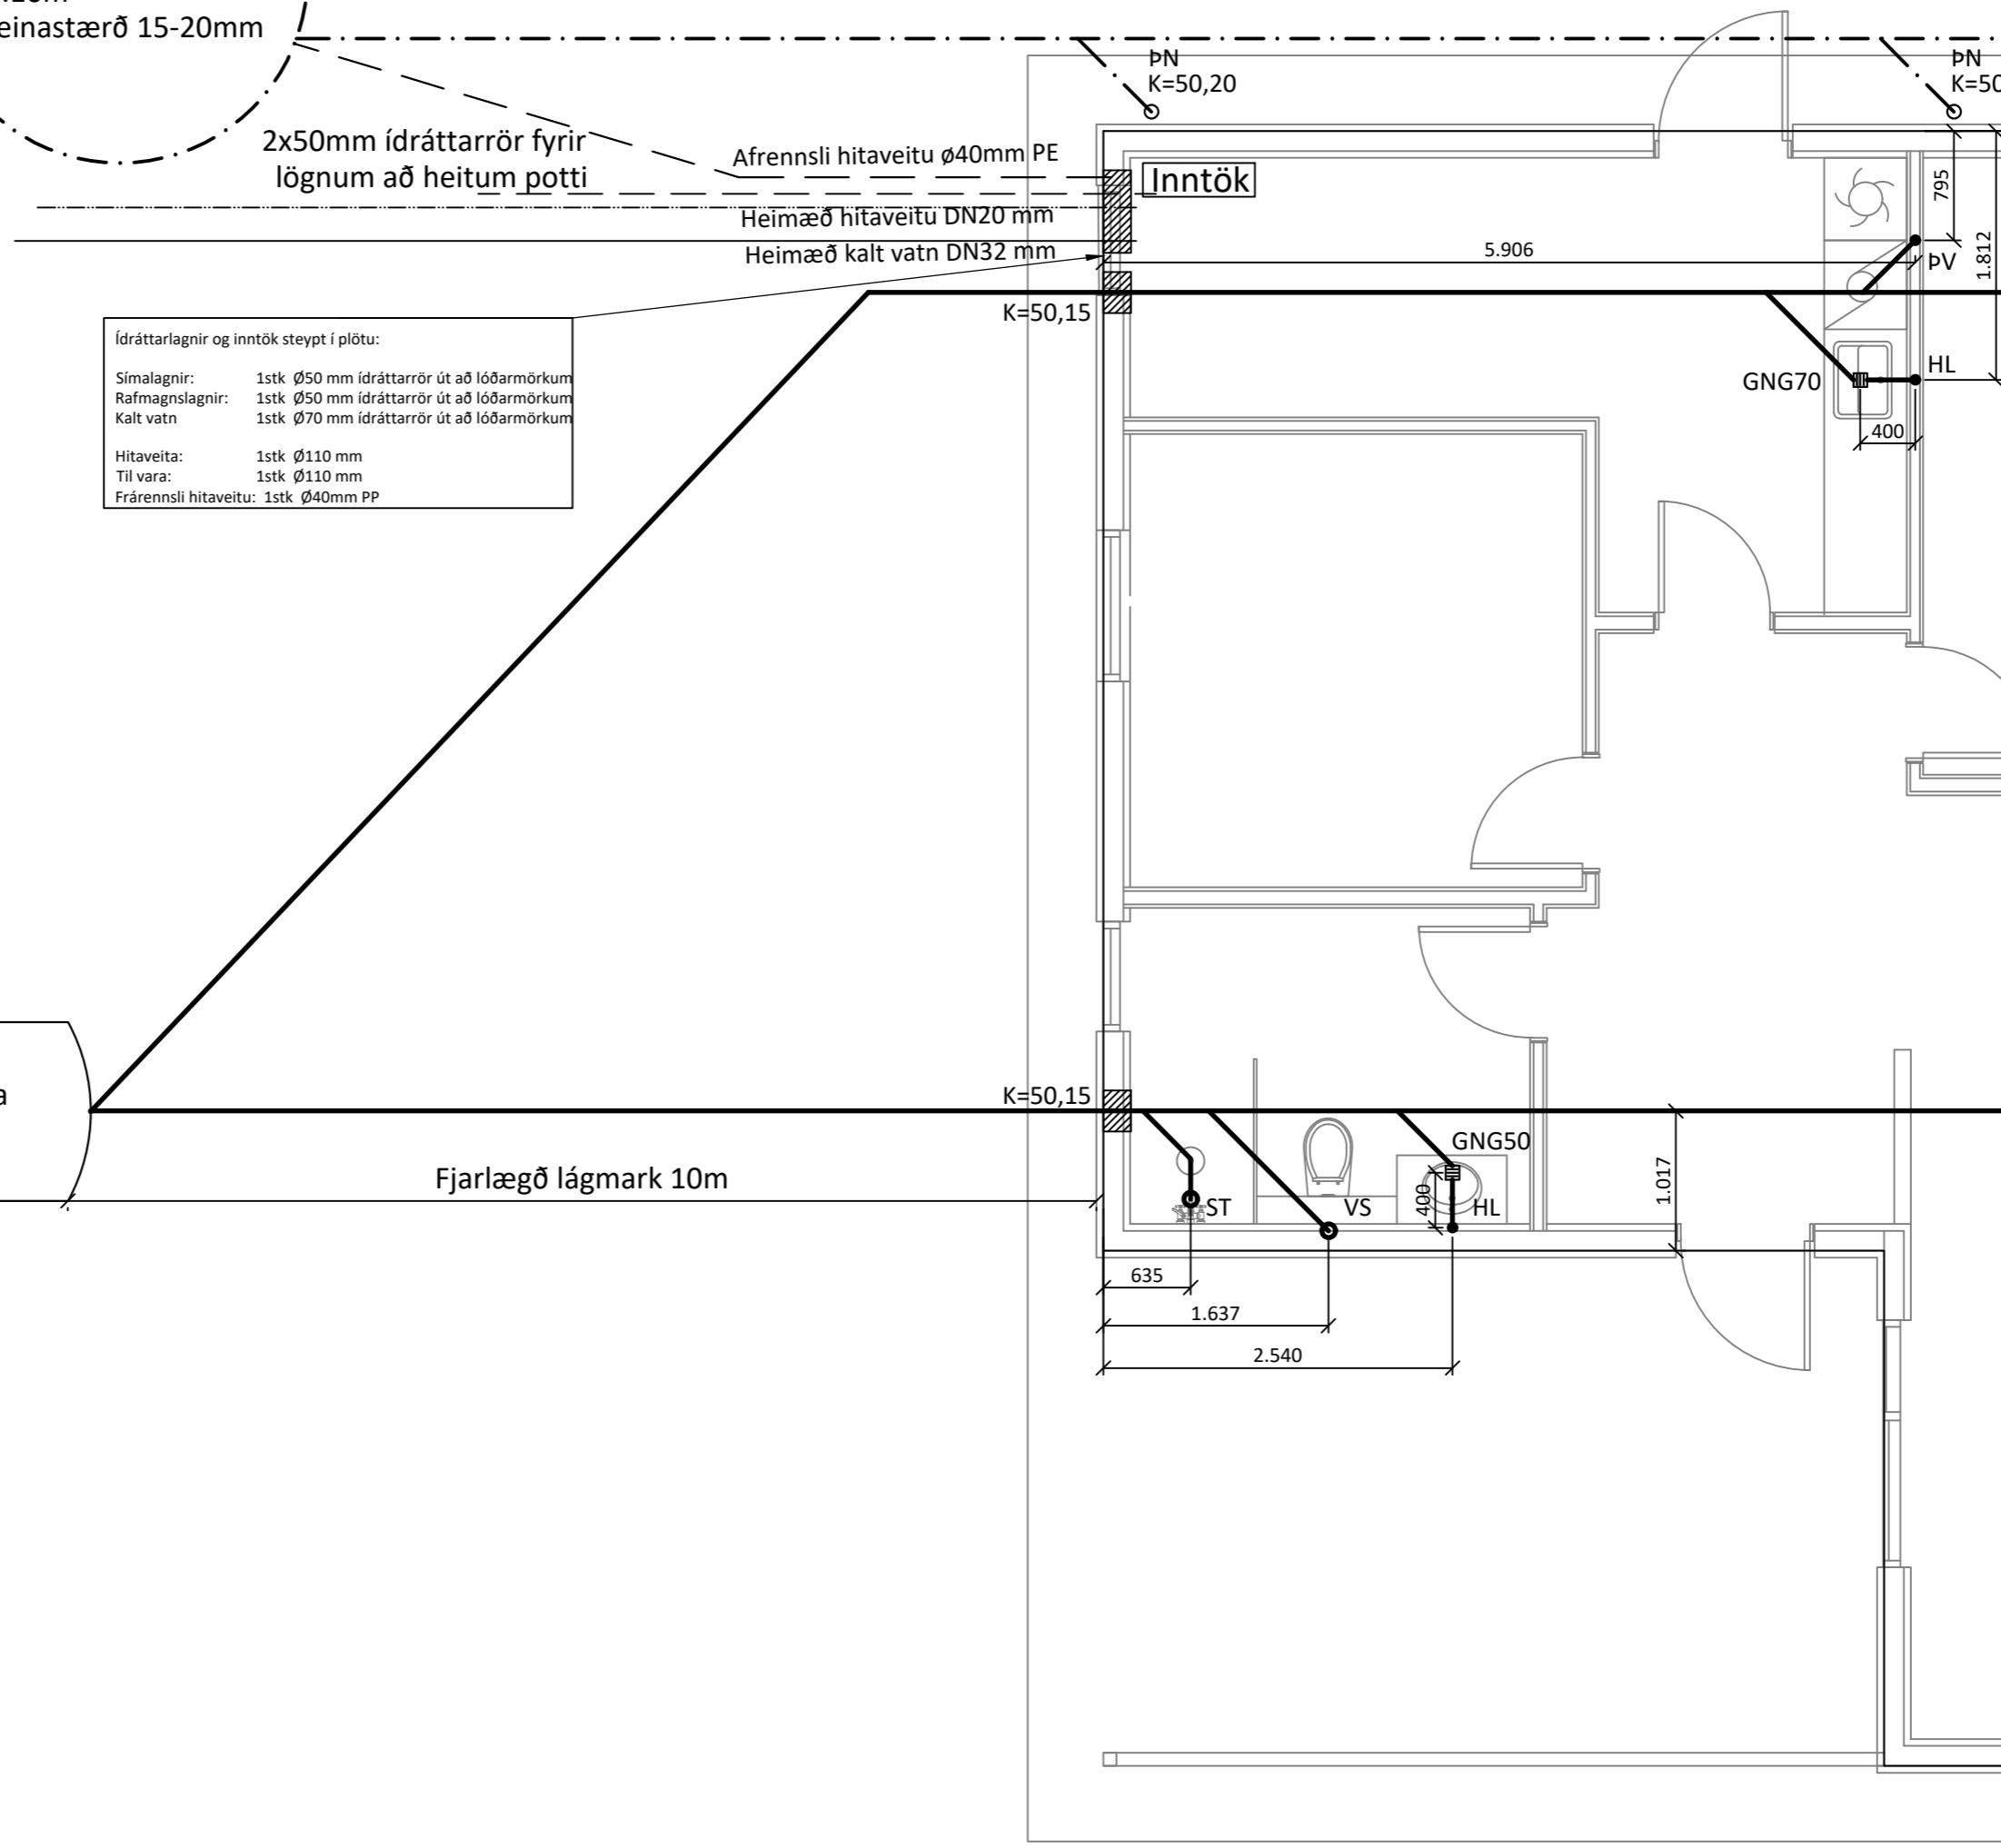 einastærð 15-20mm
ÞN
K=50,20
ÞN
K=50
2x50mm ídráttarrör fyrir
lögnum að heitum potti
Afrennsli hitaveitu ø40mm PE
Inntök
Heimæð hitaveitu DN20 mm
Heimæð kalt vatn DN32 mm
5.906
795
1.812
ÞV
K=50,15
Ídráttarlagnir og inntök steypt í plötu:
Símalagnir: 1stk Ø50 mm ídráttarrör út að lóðarmörkum
Rafmagnslagnir: 1stk Ø50 mm ídráttarrör út að lóðarmörkum
Kalt vatn 1stk Ø70 mm ídráttarrör út að lóðarmörkum
Hitaveita: 1stk Ø110 mm
Til vara: 1stk Ø110 mm
Frárennsli hitaveitu: 1stk Ø40mm PP
GNG70
HL
400
a
K=50,15
GNG50
Fjarlægð lágmark 10m
ST
VS
400
HL
1.017
635
1.637
2.540